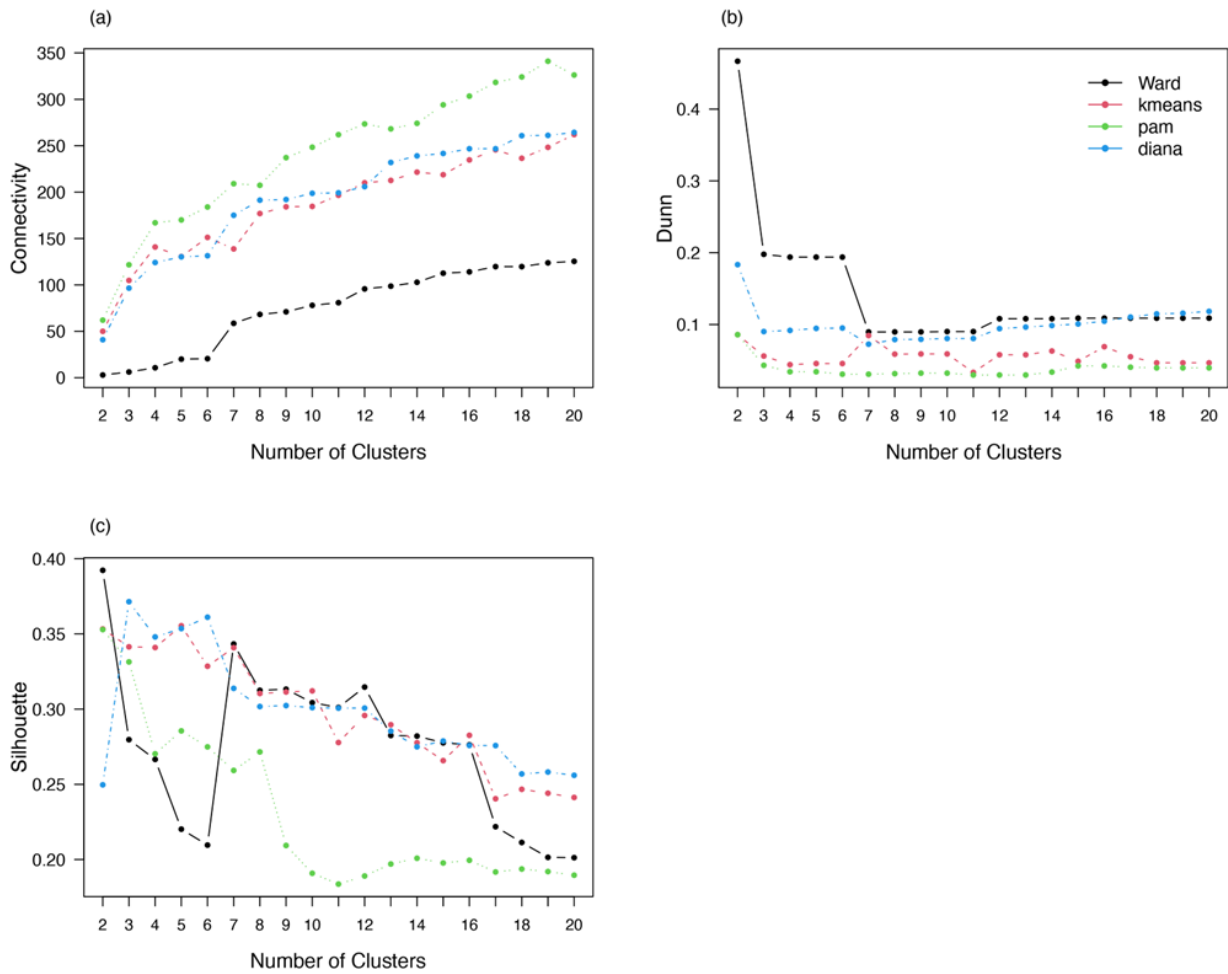 (a)
350
300
250
200
150
100
50
0
Connectivity
2 3 4 5 6 7 8 9 10 12 14 16 18 20
Number of Clusters
(b)
0.4
0.3
0.2
0.1
Dunn
Ward
kmeans
pam
diana
2 3 4 5 6 7 8 9 10 12 14 16 18 20
Number of Clusters
(c)
0.40
0.35
0.30
0.25
0.20
Silhouette
2 3 4 5 6 7 8 9 10 12 14 16 18 20
Number of Clusters